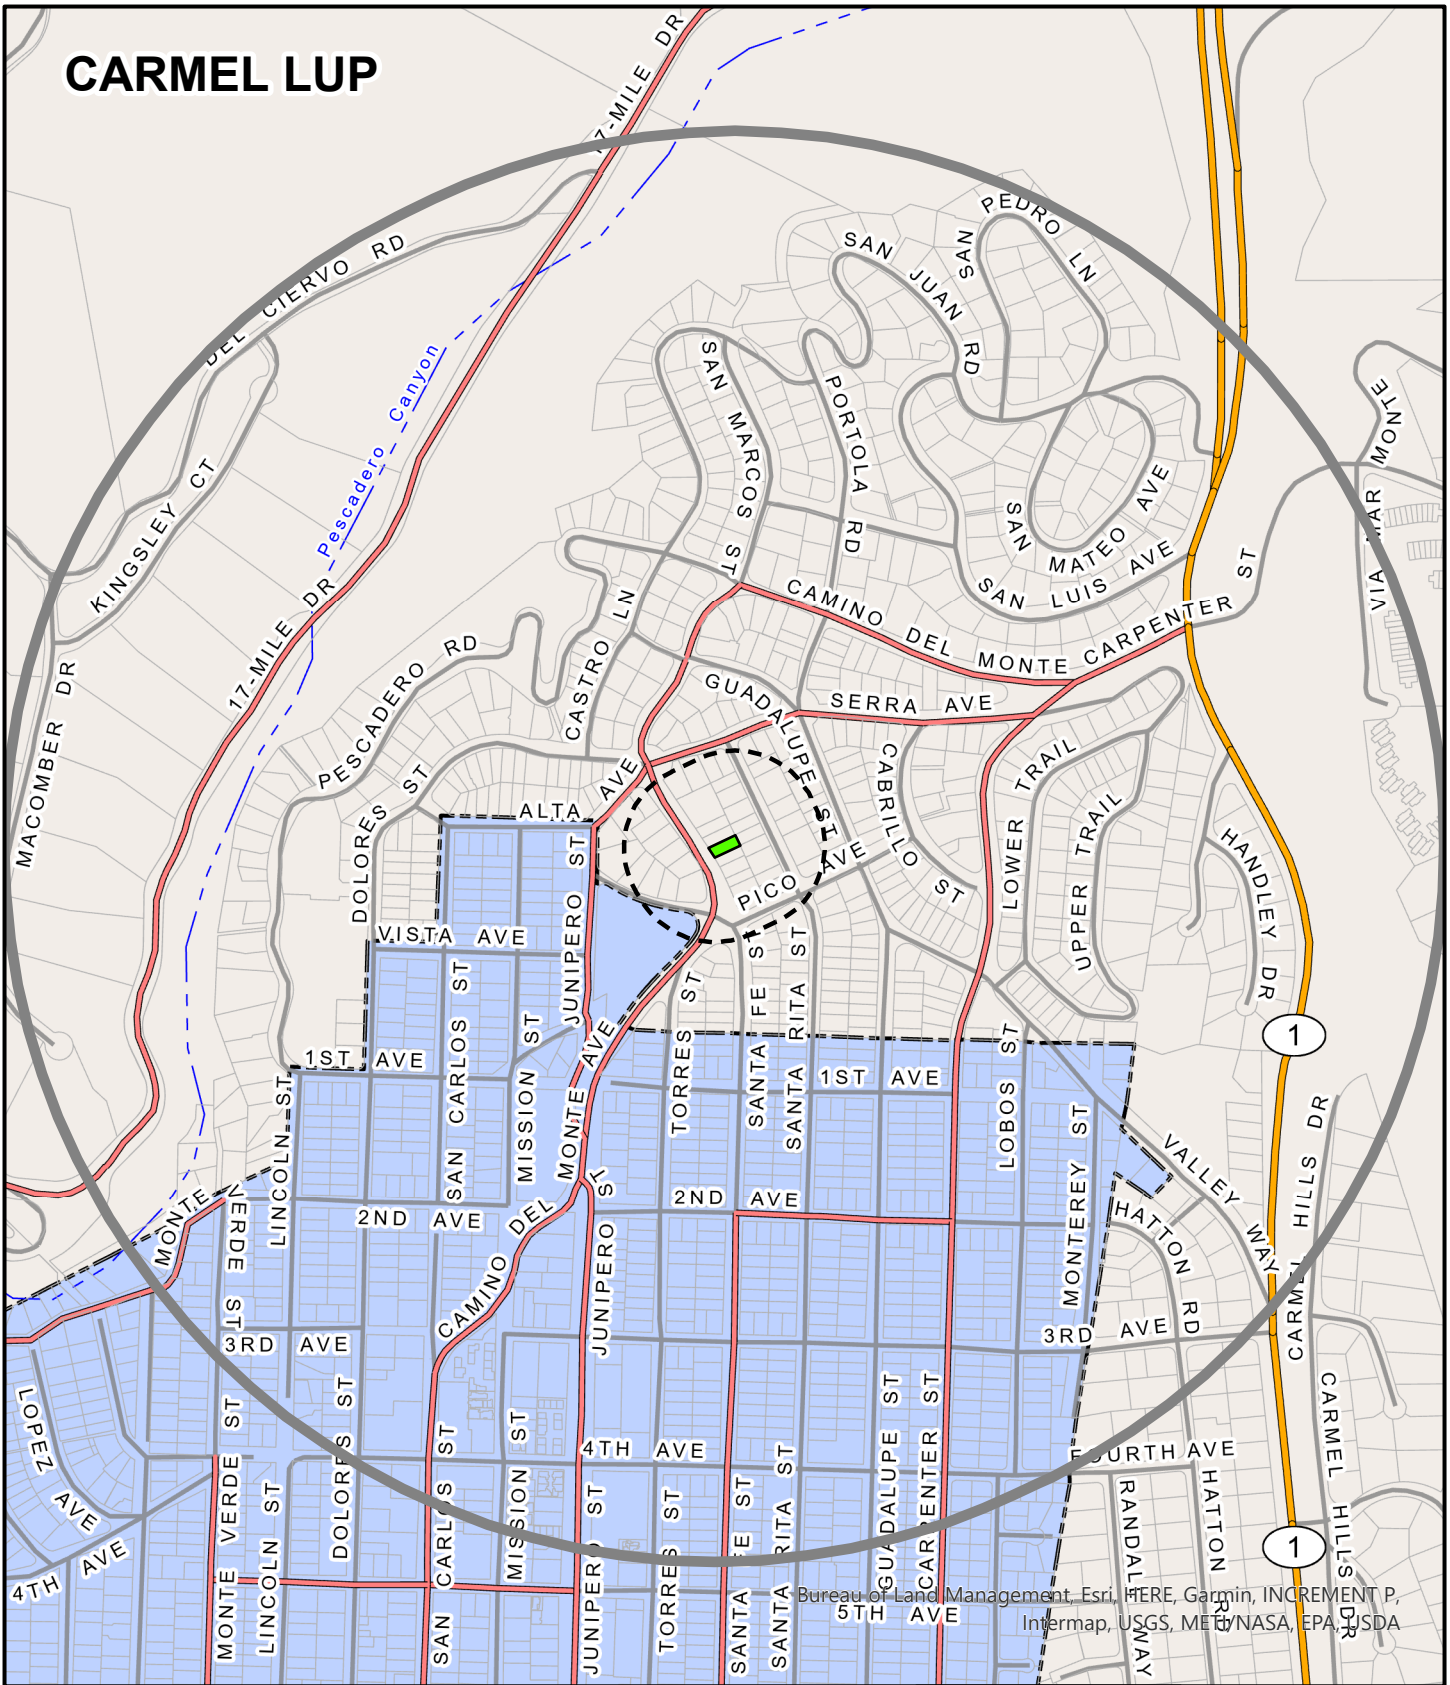 CARMEL LUP
17-MILE DR
PEDRO LN
SAN
SAN JUAN RD
DEL CIERVO RD
Pescadero Canyon
SAN MARCOS ST
PORTOLA RD
VIA MAR MONTE
KINGSLEY CT
SAN MATEO AVE
SAN LUIS AVE
CAMINO DEL MONTE
CARPENTER ST
17-MILE DR
CASTRO LN
PESCADERO RD
MACOMBER DR
GUADALUPE ST
SERRA AVE
CABRILLO ST
LOWER TRAIL
UPPER TRAIL
HANDLEY DR
DOLORES ST
ALTA AVE
JUNIPERO ST
PICO AVE
VISTA AVE
SAN CARLOS ST
MISSION ST
TORRES ST
SANTA FE ST
SANTA RITA ST
1
1ST AVE
1ST AVE
LOBOS ST
MONTEREY ST
VALLEY WAY
CARMEL HILLS DR
LINCOLN ST
MONTE VERDE ST
2ND AVE
2ND AVE
CAMINO DEL MONTE AVE
JUNIPERO ST
HATTON RD
3RD AVE
3RD AVE
LOPEZ AVE
4TH AVE
MONTE VERDE ST
LINCOLN ST
DOLORES ST
SAN CARLOS ST
MISSION ST
JUNIPERO ST
4TH AVE
TORRES ST
SANTA FE ST
SANTA RITA ST
GUADALUPE ST
CARPENTER ST
FOURTH AVE
RANDALL WAY
HATTON RD
CARMEL HILLS DR
1
5TH AVE
Bureau of Land Management, Esri, HERE, Garmin, INCREMENT P,
Intermap, USGS, METI/NASA, EPA, USDA